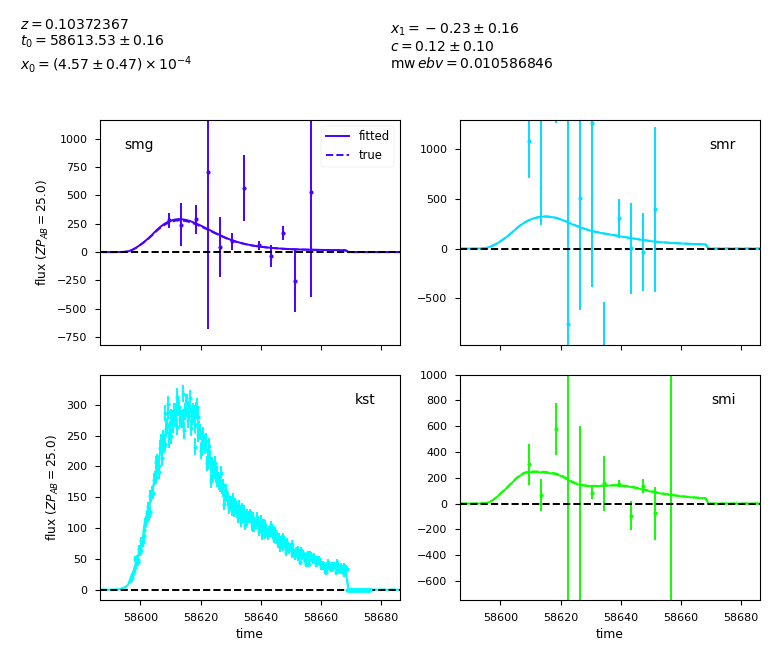 z = 0.10372367
t₀ = 58613.53 ± 0.16
x₀ = (4.57 ± 0.47) × 10⁻⁴
x₁ = −0.23 ± 0.16
c = 0.12 ± 0.10
mw ebv = 0.010586846
smg
fitted
true
1000
750
500
250
0
−250
−500
−750
flux (ZP_AB = 25.0)
smr
1000
500
0
−500
kst
300
250
200
150
100
50
0
flux (ZP_AB = 25.0)
58600 58620 58640 58660 58680
time
smi
1000
800
600
400
200
0
−200
−400
−600
58600 58620 58640 58660 58680
time